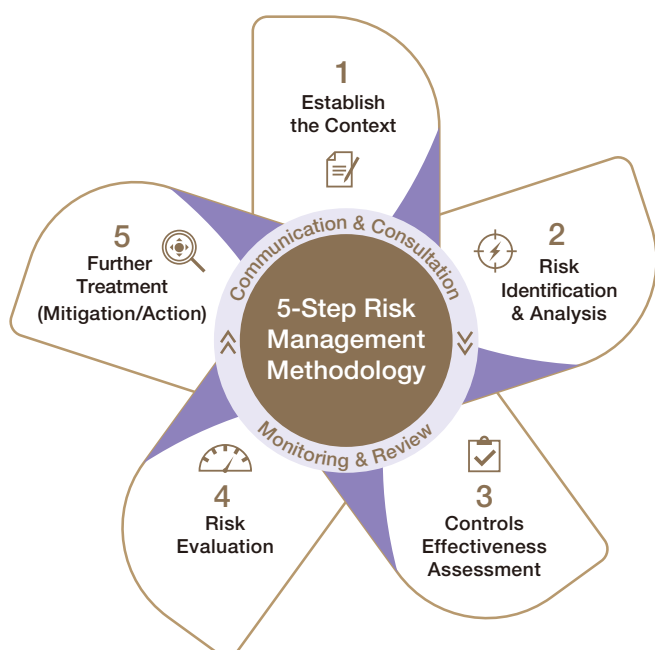 1
Establish
the Context
2
Risk
Identification
& Analysis
3
Controls
Effectiveness
Assessment
4
Risk
Evaluation
5
Further
Treatment
(Mitigation/Action)
Communication & Consultation
5-Step Risk
Management
Methodology
Monitoring & Review